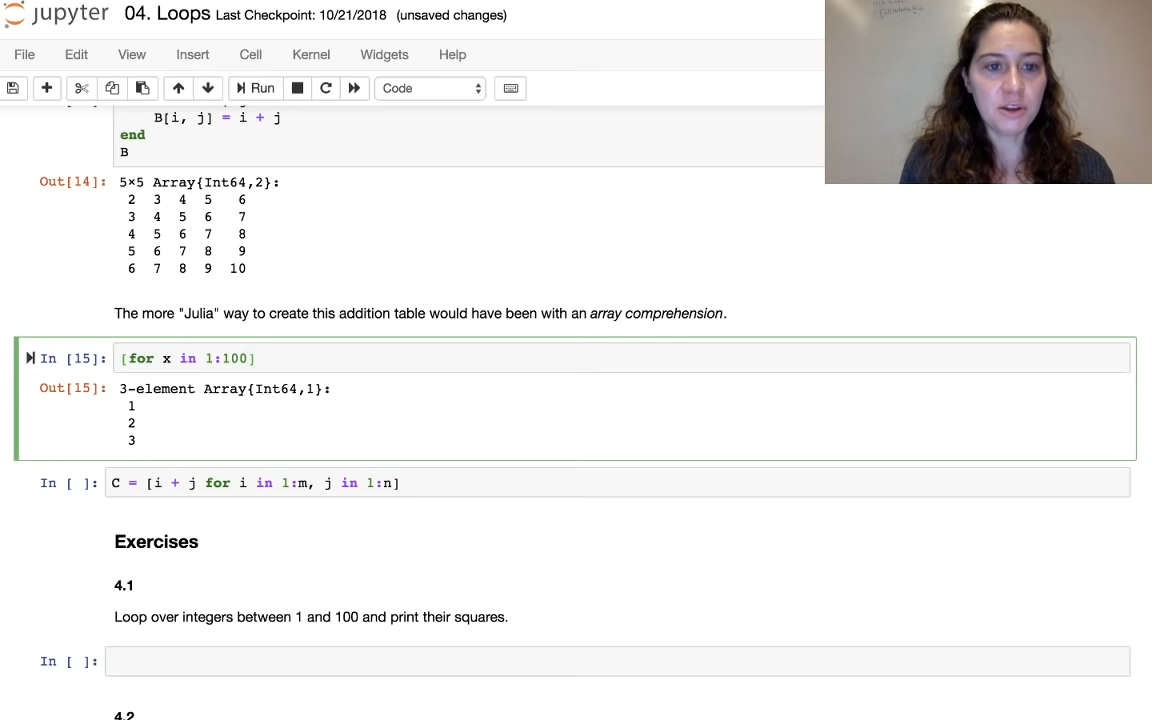 jupyter 04. Loops Last Checkpoint: 10/21/2018 (unsaved changes)
File Edit View Insert Cell Kernel Widgets Help
Run Code
B[i, j] = i + j
end
B
Out[14]: 5×5 Array{Int64,2}:
2 3 4 5 6
3 4 5 6 7
4 5 6 7 8
5 6 7 8 9
6 7 8 9 10
The more "Julia" way to create this addition table would have been with an array comprehension.
In [15]: [for x in 1:100]
Out[15]: 3-element Array{Int64,1}:
1
2
3
In [ ]: C = [i + j for i in 1:m, j in 1:n]
Exercises
4.1
Loop over integers between 1 and 100 and print their squares.
In [ ]:
4.2